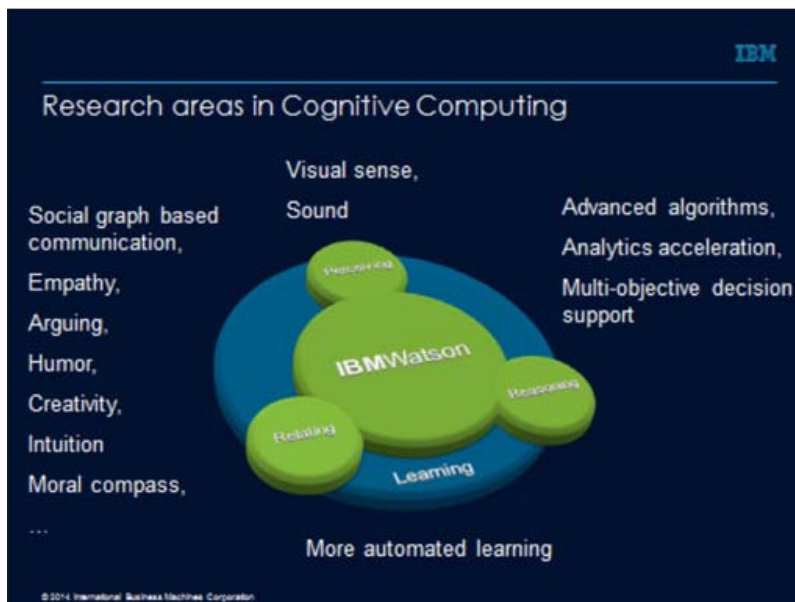 IBM
Research areas in Cognitive Computing
Visual sense,
Sound
Social graph based
communication,
Empathy,
Arguing,
Humor,
Creativity,
Intuition
Moral compass,
...
Advanced algorithms,
Analytics acceleration,
Multi-objective decision
support
IBMWatson
Reasoning
Relating
Learning
More automated learning
© 2014 International Business Machines Corporation